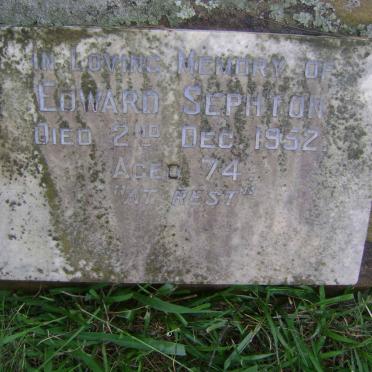 IN LOVING MEMORY OF
EDWARD SEPHTON
DIED 2ND DEC. 1952.
AGED 74
"AT REST"